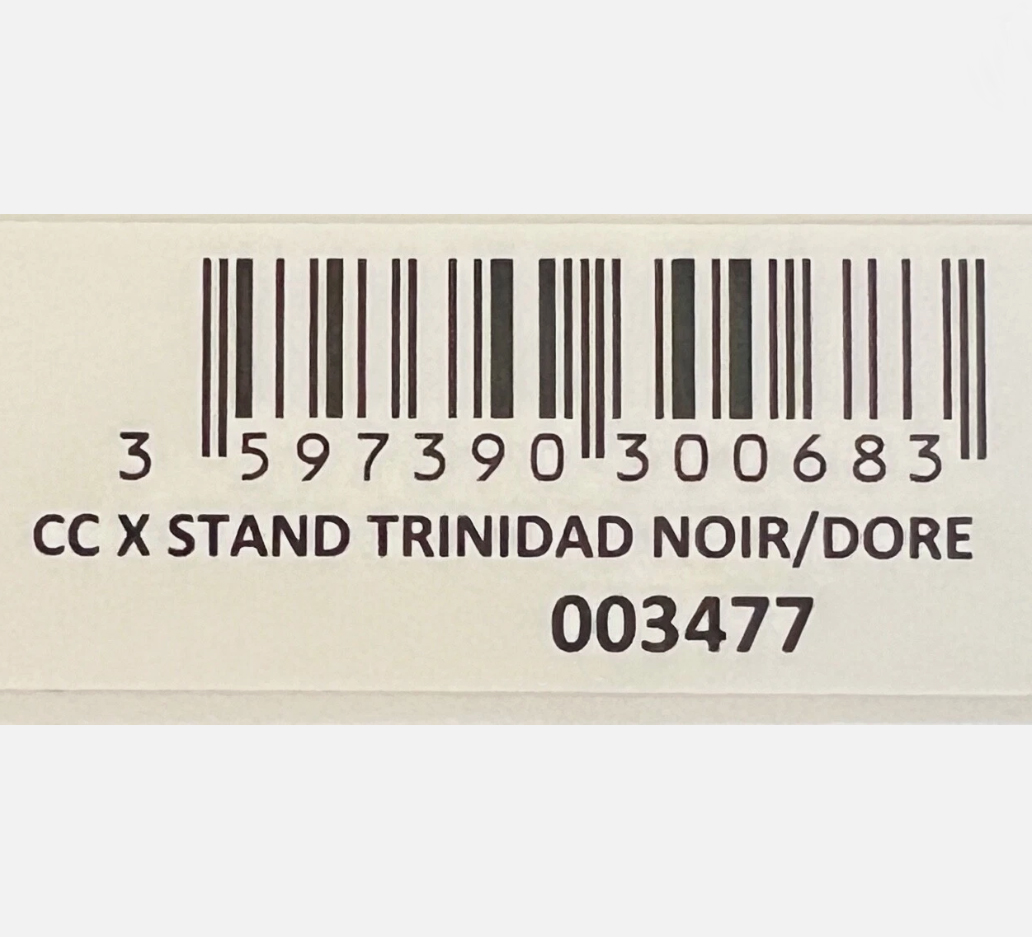 3 597390 300683
CC X STAND TRINIDAD NOIR/DORE
003477